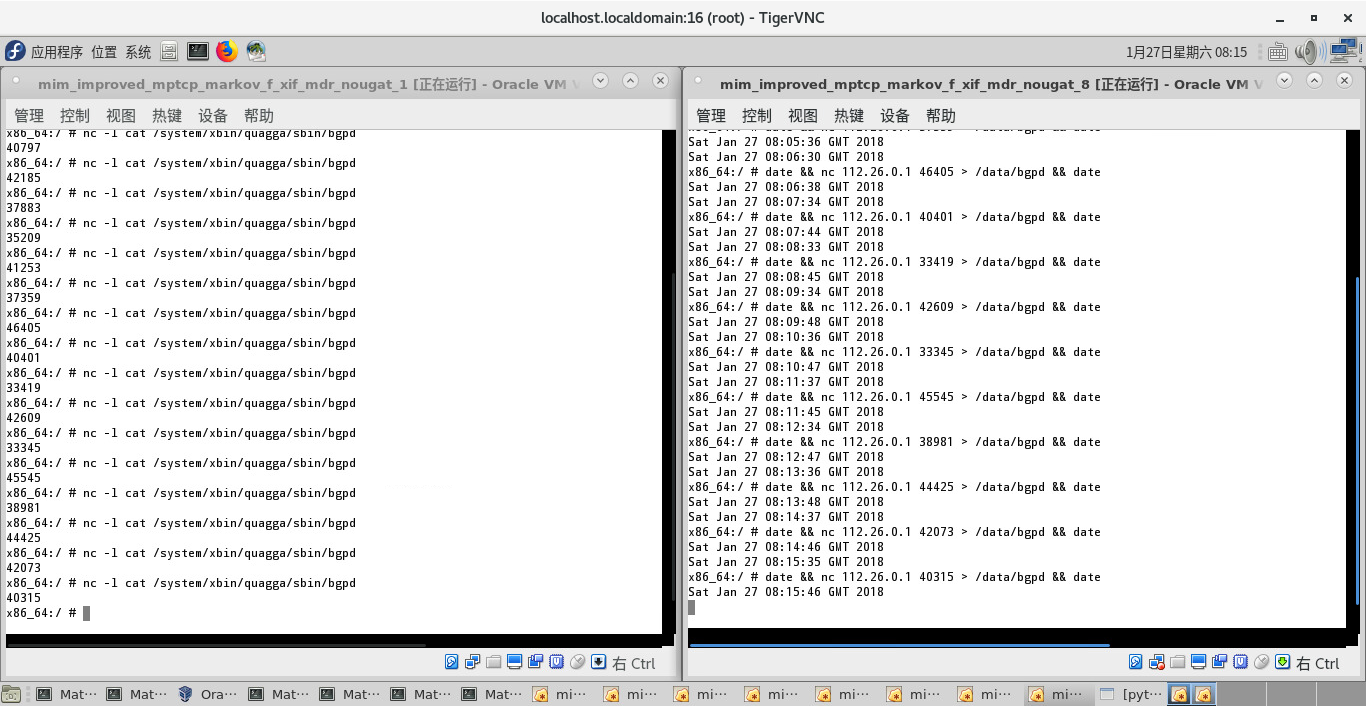 localhost.localdomain:16 (root) - TigerVNC
应用程序 位置 系统
1月27日星期六 08:15
mim_improved_mptcp_markov_f_xif_mdr_nougat_1 [正在运行] - Oracle VM V
管理 控制 视图 热键 设备 帮助
x86_64:/ # nc -l cat /system/xbin/quagga/sbin/bgpd
40797
x86_64:/ # nc -l cat /system/xbin/quagga/sbin/bgpd
42185
x86_64:/ # nc -l cat /system/xbin/quagga/sbin/bgpd
37883
x86_64:/ # nc -l cat /system/xbin/quagga/sbin/bgpd
35209
x86_64:/ # nc -l cat /system/xbin/quagga/sbin/bgpd
41253
x86_64:/ # nc -l cat /system/xbin/quagga/sbin/bgpd
37359
x86_64:/ # nc -l cat /system/xbin/quagga/sbin/bgpd
46405
x86_64:/ # nc -l cat /system/xbin/quagga/sbin/bgpd
40401
x86_64:/ # nc -l cat /system/xbin/quagga/sbin/bgpd
33419
x86_64:/ # nc -l cat /system/xbin/quagga/sbin/bgpd
42609
x86_64:/ # nc -l cat /system/xbin/quagga/sbin/bgpd
33345
x86_64:/ # nc -l cat /system/xbin/quagga/sbin/bgpd
45545
x86_64:/ # nc -l cat /system/xbin/quagga/sbin/bgpd
38981
x86_64:/ # nc -l cat /system/xbin/quagga/sbin/bgpd
44425
x86_64:/ # nc -l cat /system/xbin/quagga/sbin/bgpd
42073
x86_64:/ # nc -l cat /system/xbin/quagga/sbin/bgpd
40315
x86_64:/ #
右 Ctrl
mim_improved_mptcp_markov_f_xif_mdr_nougat_8 [正在运行] - Oracle VM V
管理 控制 视图 热键 设备 帮助
Sat Jan 27 08:05:36 GMT 2018
Sat Jan 27 08:06:30 GMT 2018
x86_64:/ # date && nc 112.26.0.1 46405 > /data/bgpd && date
Sat Jan 27 08:06:38 GMT 2018
Sat Jan 27 08:07:34 GMT 2018
x86_64:/ # date && nc 112.26.0.1 40401 > /data/bgpd && date
Sat Jan 27 08:07:44 GMT 2018
Sat Jan 27 08:08:33 GMT 2018
x86_64:/ # date && nc 112.26.0.1 33419 > /data/bgpd && date
Sat Jan 27 08:08:45 GMT 2018
Sat Jan 27 08:09:34 GMT 2018
x86_64:/ # date && nc 112.26.0.1 42609 > /data/bgpd && date
Sat Jan 27 08:09:48 GMT 2018
Sat Jan 27 08:10:36 GMT 2018
x86_64:/ # date && nc 112.26.0.1 33345 > /data/bgpd && date
Sat Jan 27 08:10:47 GMT 2018
Sat Jan 27 08:11:37 GMT 2018
x86_64:/ # date && nc 112.26.0.1 45545 > /data/bgpd && date
Sat Jan 27 08:11:45 GMT 2018
Sat Jan 27 08:12:34 GMT 2018
x86_64:/ # date && nc 112.26.0.1 38981 > /data/bgpd && date
Sat Jan 27 08:12:47 GMT 2018
Sat Jan 27 08:13:36 GMT 2018
x86_64:/ # date && nc 112.26.0.1 44425 > /data/bgpd && date
Sat Jan 27 08:13:48 GMT 2018
Sat Jan 27 08:14:37 GMT 2018
x86_64:/ # date && nc 112.26.0.1 42073 > /data/bgpd && date
Sat Jan 27 08:14:46 GMT 2018
Sat Jan 27 08:15:35 GMT 2018
x86_64:/ # date && nc 112.26.0.1 40315 > /data/bgpd && date
Sat Jan 27 08:15:46 GMT 2018
右 Ctrl
Mat… Mat… Ora… Mat… Mat… Mat… Mat… mi… mi… mi… mi… mi… mi… mi… mi… [pyt…